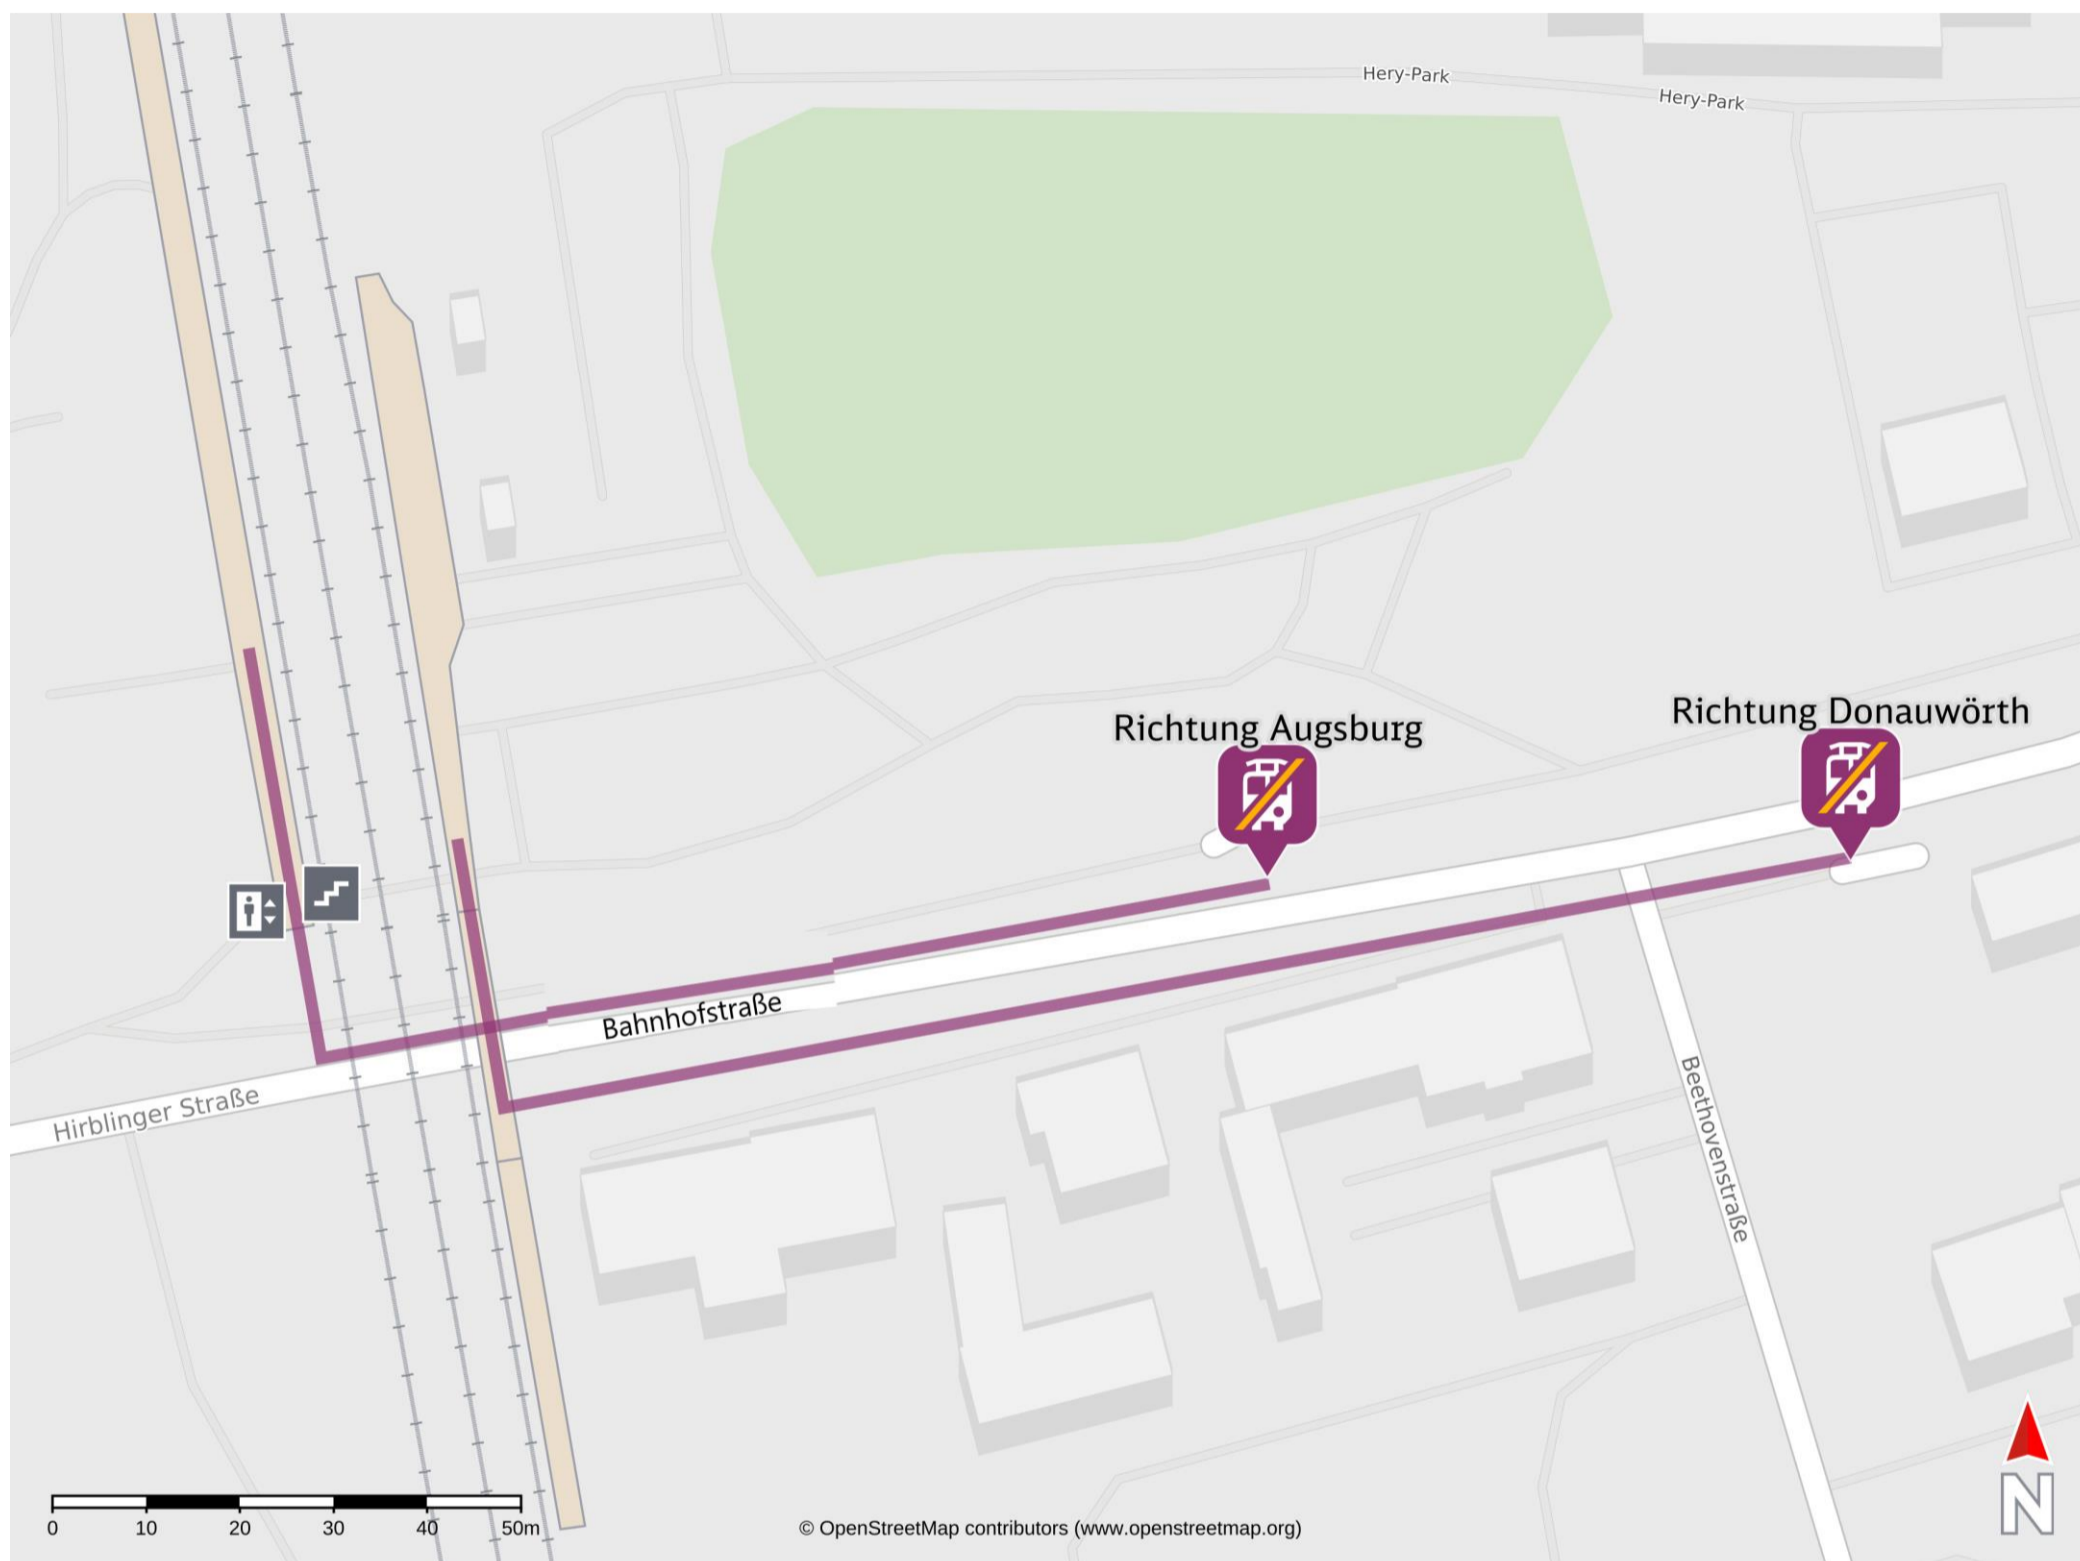 Hery-Park
Hery-Park
Richtung Donauwörth
Richtung Augsburg
Bahnhofstraße
Hirblinger Straße
Beethovenstraße
N
0 10 20 30 40 50m
© OpenStreetMap contributors (www.openstreetmap.org)